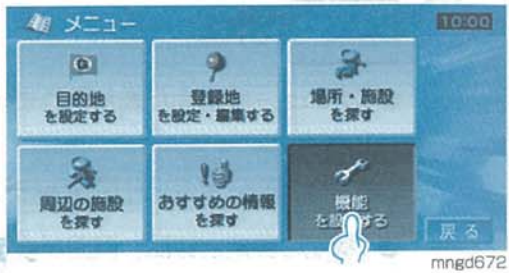 メニュー
10:00
目的地
を設定する
登録地
を設定・編集する
場所・施設
を探す
周辺の施設
を探す
おすすめの情報
を探す
機能
を設　する
戻る
mngd672